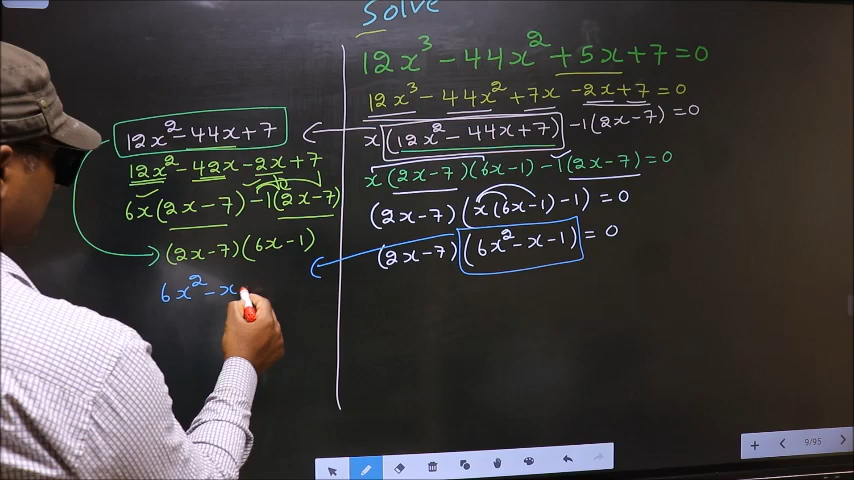 Solve
12x³ - 44x² + 5x + 7 = 0
12x³ - 44x² + 7x - 2x + 7 = 0
x(12x² - 44x + 7) - 1(2x - 7) = 0
x(2x - 7)(6x - 1) - 1(2x - 7) = 0
(2x - 7)(x(6x - 1) - 1) = 0
(2x - 7)(6x² - x - 1) = 0
12x² - 44x + 7
12x² - 42x - 2x + 7
6x(2x - 7) - 1(2x - 7)
(2x - 7)(6x - 1)
6x² - x
9/95